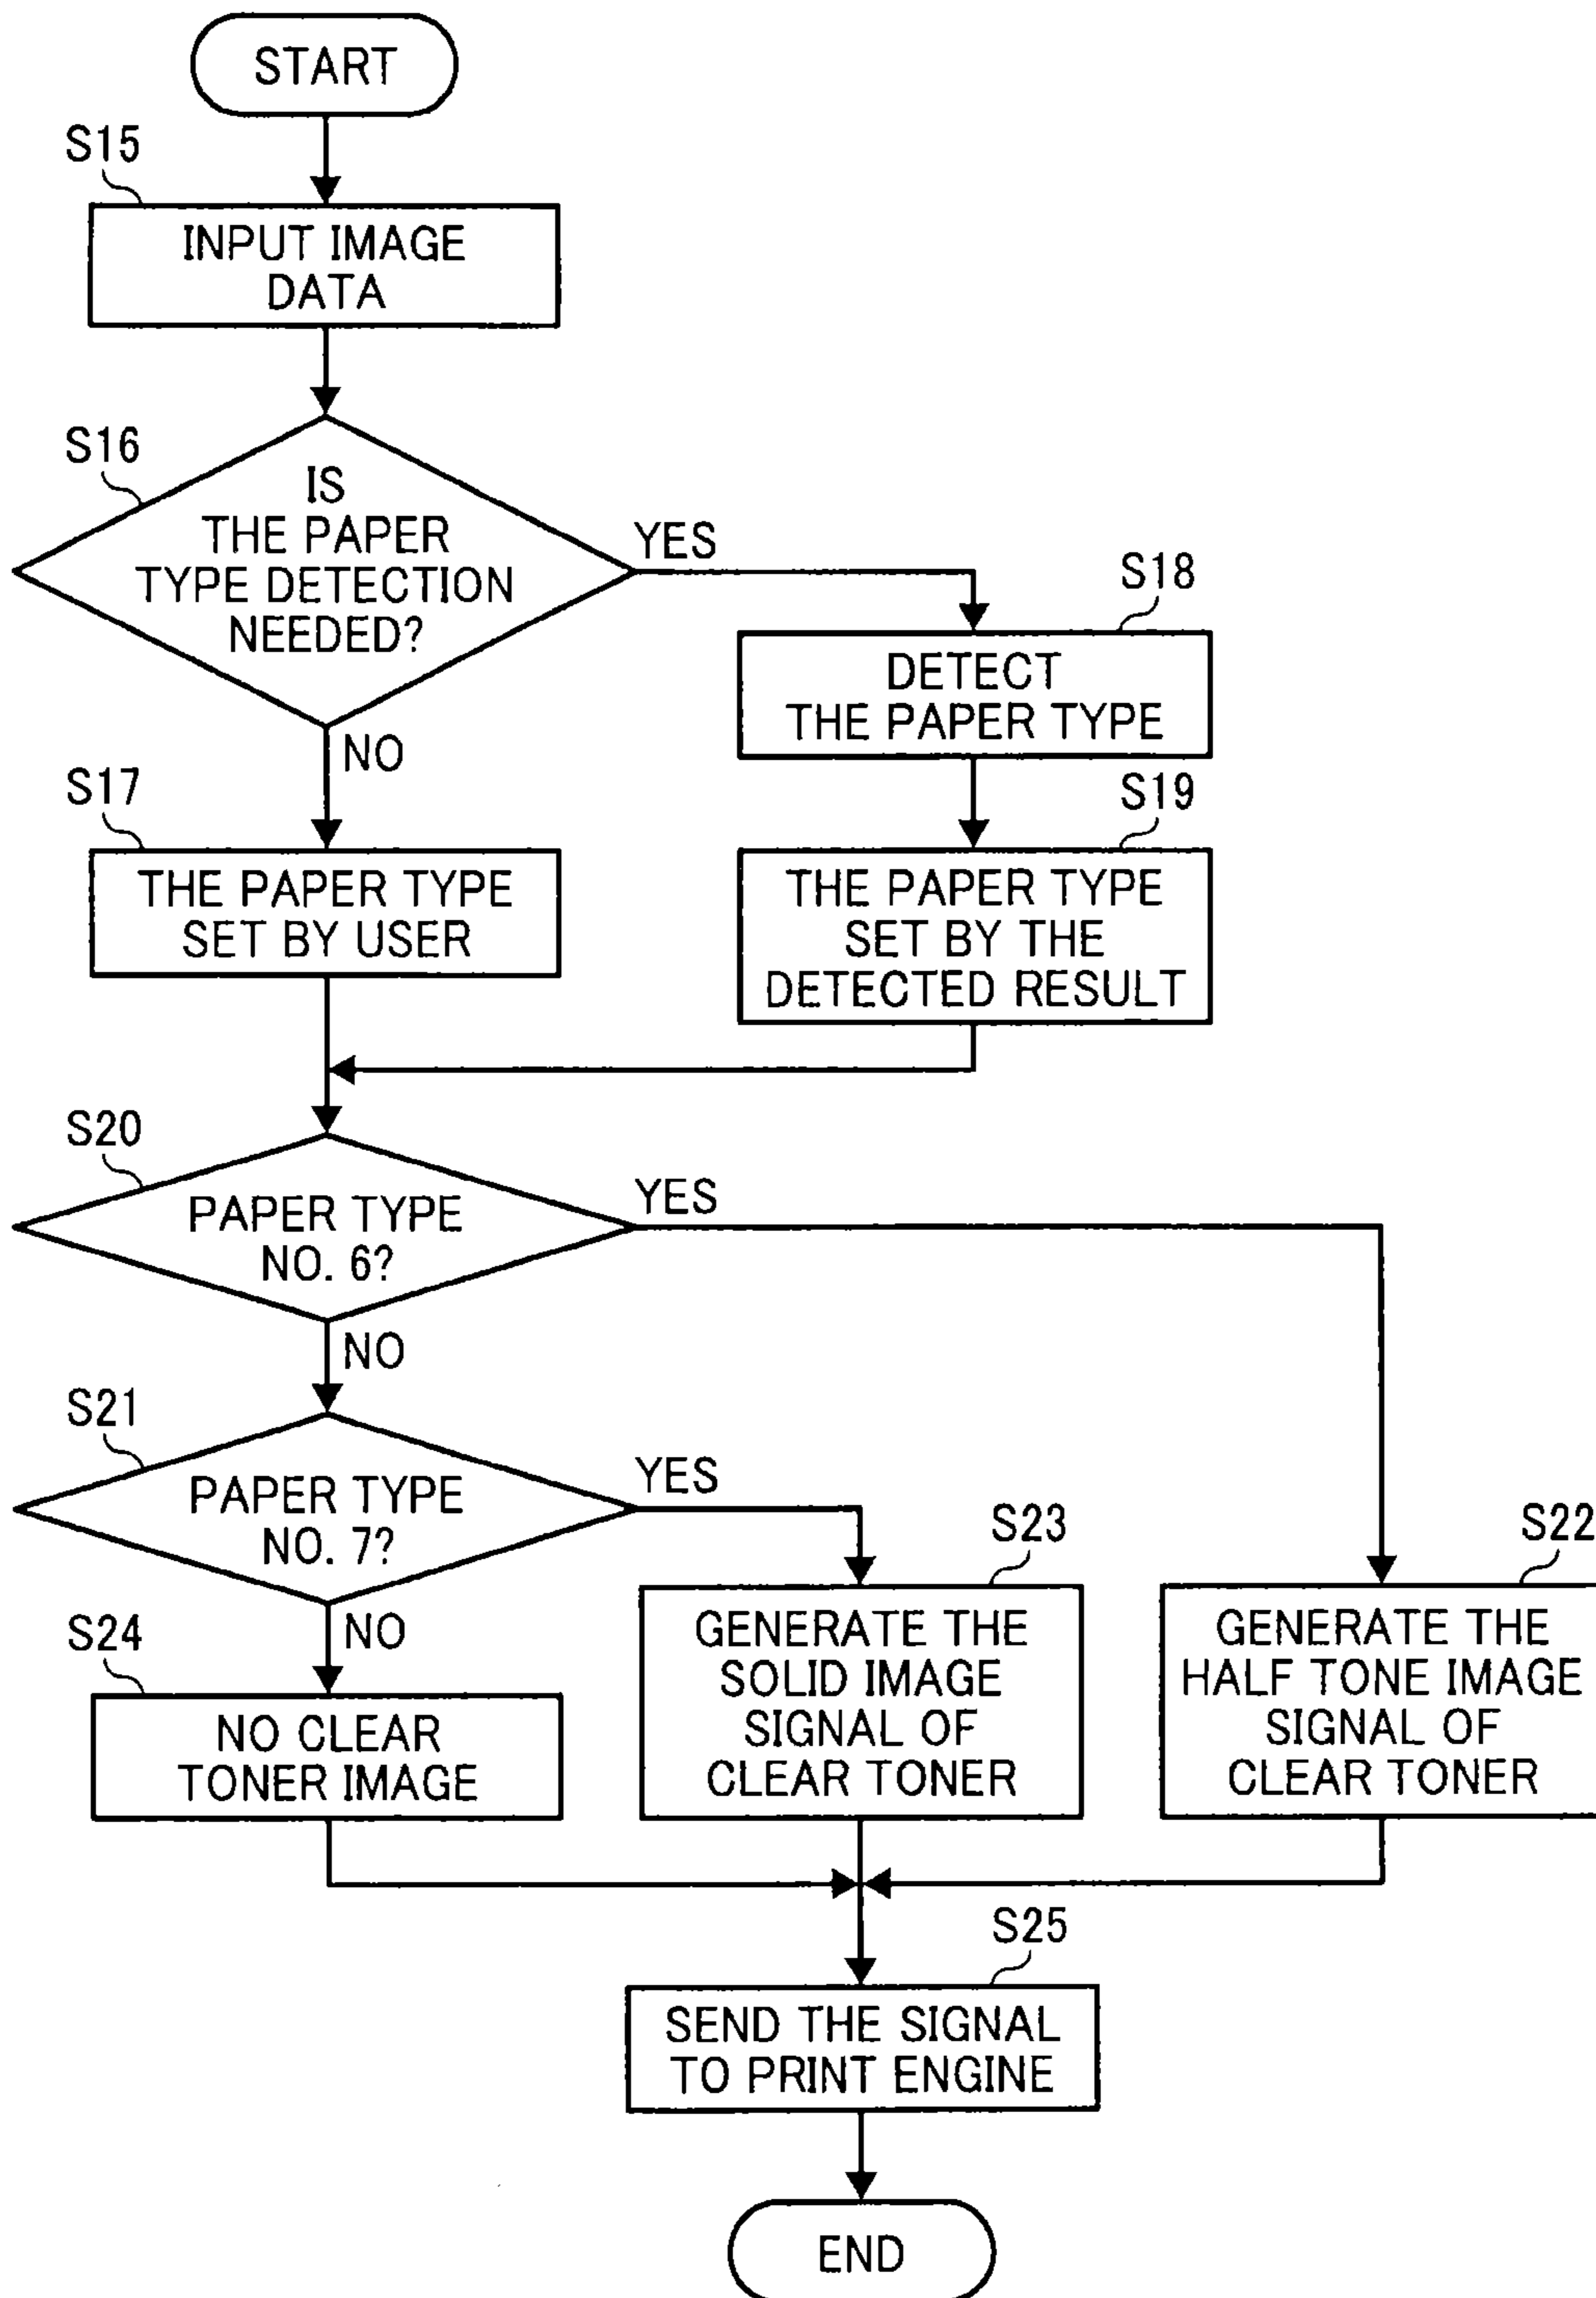 START
S15
INPUT IMAGE
DATA
S16
IS
THE PAPER
TYPE DETECTION
NEEDED?
YES
NO
S18
DETECT
THE PAPER TYPE
S17
THE PAPER TYPE
SET BY USER
S19
THE PAPER TYPE
SET BY THE
DETECTED RESULT
S20
PAPER TYPE
NO. 6?
YES
NO
S21
PAPER TYPE
NO. 7?
YES
NO
S23
GENERATE THE
SOLID IMAGE
SIGNAL OF
CLEAR TONER
S22
GENERATE THE
HALF TONE IMAGE
SIGNAL OF
CLEAR TONER
S24
NO CLEAR
TONER IMAGE
S25
SEND THE SIGNAL
TO PRINT ENGINE
END